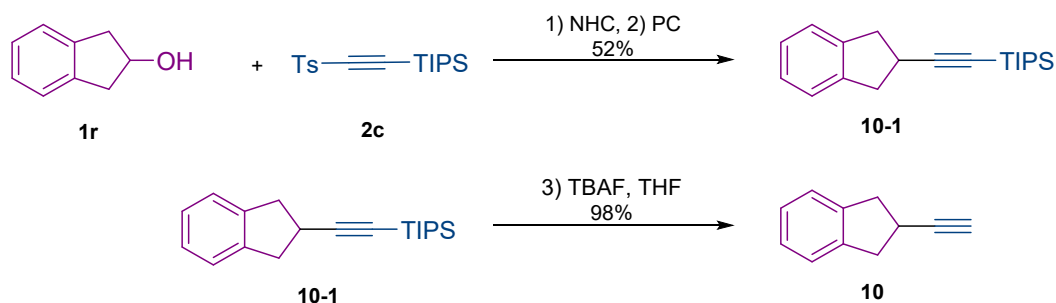 OH
+
Ts
TIPS
1) NHC, 2) PC
52%
TIPS
1r
2c
10-1
TIPS
3) TBAF, THF
98%
10-1
10